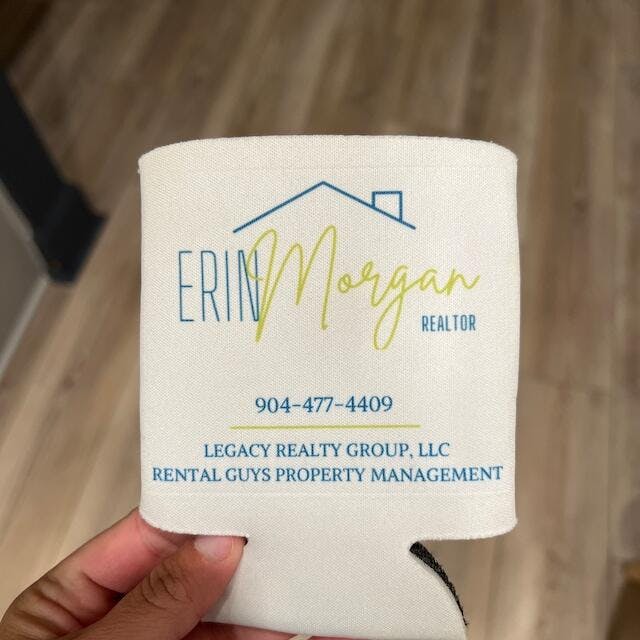 ERIN Morgan
REALTOR
904-477-4409
LEGACY REALTY GROUP, LLC
RENTAL GUYS PROPERTY MANAGEMENT